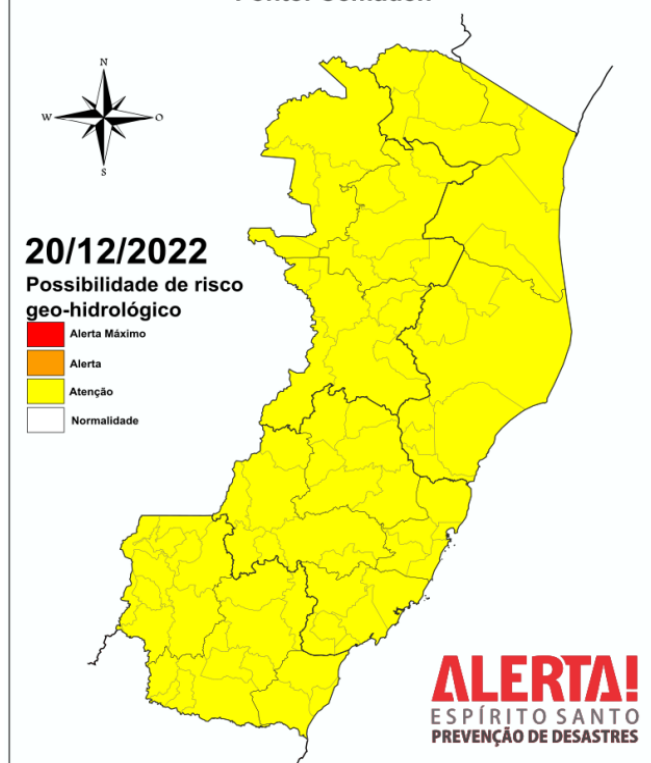 N
W
O
S
20/12/2022
Possibilidade de risco
geo-hidrológico
Alerta Máximo
Alerta
Atenção
Normalidade
ALERTA!
ESPÍRITO SANTO
PREVENÇÃO DE DESASTRES